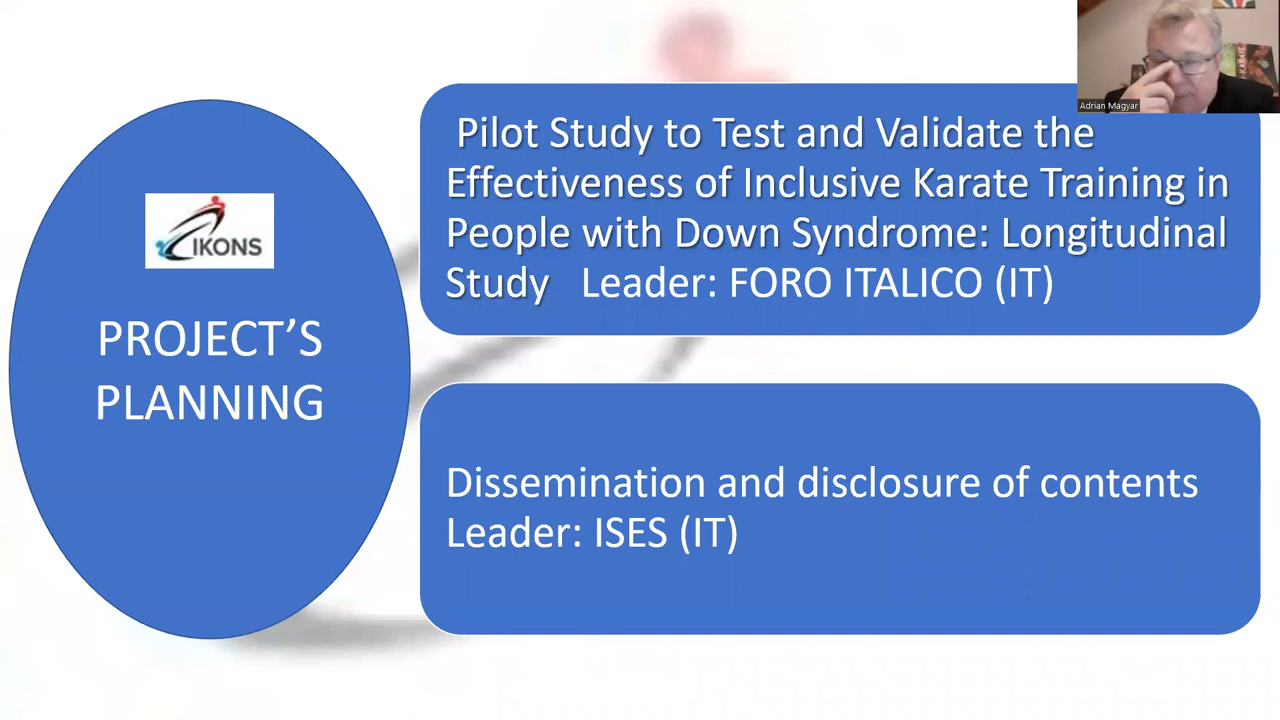 IKONS
PROJECT’S
PLANNING
Pilot Study to Test and Validate the
Effectiveness of Inclusive Karate Training in
People with Down Syndrome: Longitudinal
Study Leader: FORO ITALICO (IT)
Dissemination and disclosure of contents
Leader: ISES (IT)
Adrian Magyar